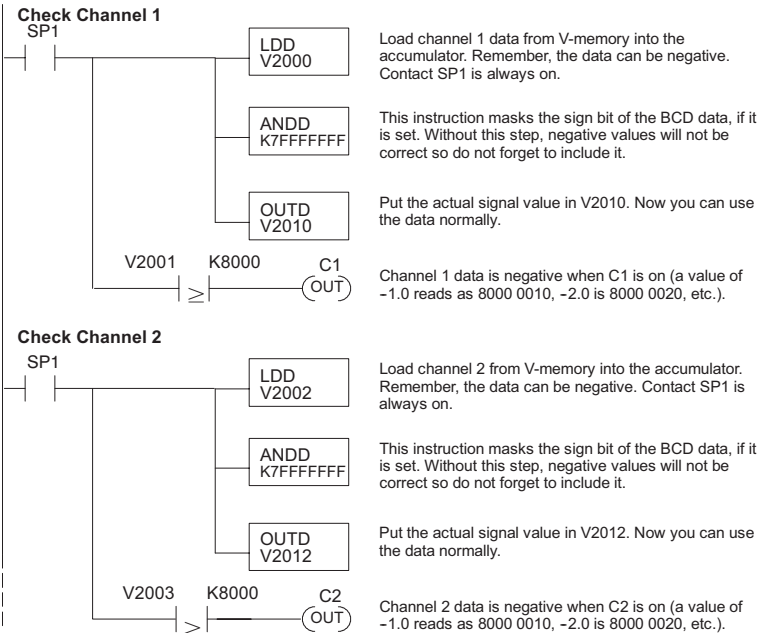 Check Channel 1
SP1
LDD
V2000
Load channel 1 data from V-memory into the
accumulator. Remember, the data can be negative.
Contact SP1 is always on.
ANDD
K7FFFFFFF
This instruction masks the sign bit of the BCD data, if it
is set. Without this step, negative values will not be
correct so do not forget to include it.
OUTD
V2010
Put the actual signal value in V2010. Now you can use
the data normally.
V2001 K8000 C1
≥ OUT
Channel 1 data is negative when C1 is on (a value of
–1.0 reads as 8000 0010, –2.0 is 8000 0020, etc.).
Check Channel 2
SP1
LDD
V2002
Load channel 2 from V-memory into the accumulator.
Remember, the data can be negative. Contact SP1 is
always on.
ANDD
K7FFFFFFF
This instruction masks the sign bit of the BCD data, if it
is set. Without this step, negative values will not be
correct so do not forget to include it.
OUTD
V2012
Put the actual signal value in V2012. Now you can use
the data normally.
V2003 K8000 C2
≥ OUT
Channel 2 data is negative when C2 is on (a value of
–1.0 reads as 8000 0010, –2.0 is 8000 0020, etc.).